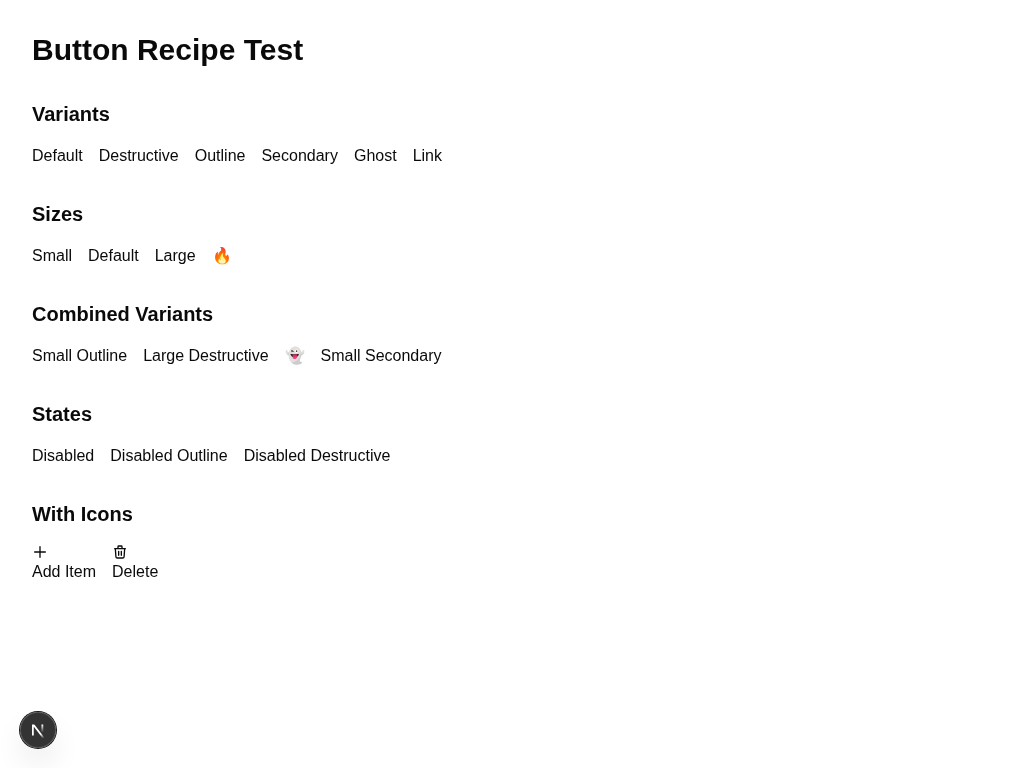 Button Recipe Test
Variants
Default Destructive Outline Secondary Ghost Link
Sizes
Small Default Large 🔥
Combined Variants
Small Outline Large Destructive 👻 Small Secondary
States
Disabled Disabled Outline Disabled Destructive
With Icons
Add Item Delete
N